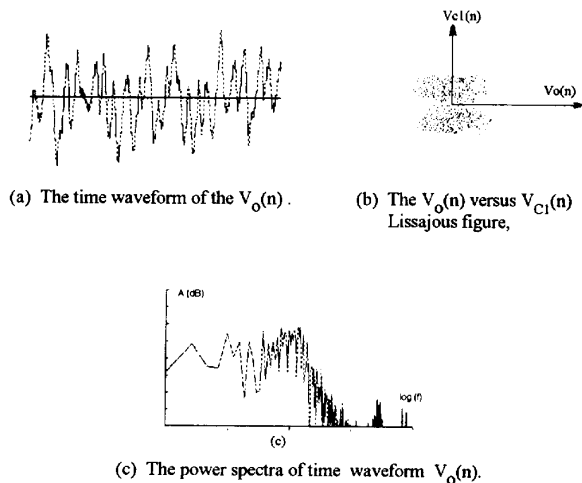 Vc1(n)
Vo(n)
(a) The time waveform of the Vo(n) .
(b) The Vo(n) versus VC1(n)
Lissajous figure,
A (dB)
log (f)
(c)
(c) The power spectra of time waveform Vo(n).